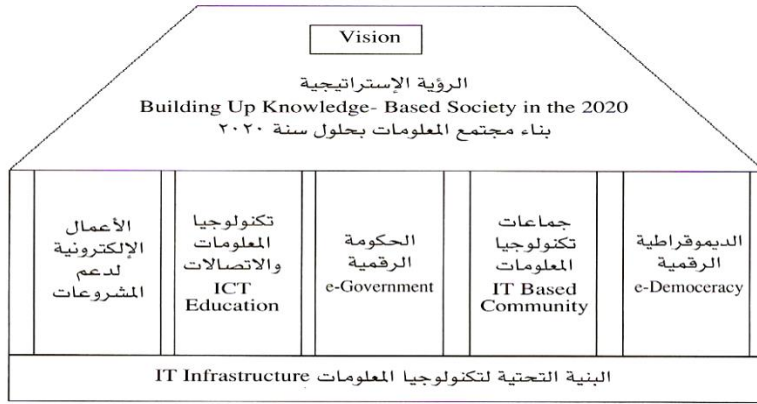 Vision
الرؤية الإستراتيجية
Building Up Knowledge- Based Society in the 2020
بناء مجتمع المعلومات بحلول سنة ٢٠٢٠
الديموقراطية
الرقمية
e-Democeracy
جماعات
تكنولوجيا
المعلومات
IT Based
Community
الحكومة
الرقمية
e-Government
تكنولوجيا
المعلومات
والاتصالات
ICT
Education
الأعمال
الإلكترونية
لدعم
المشروعات
البنية التحتية لتكنولوجيا المعلومات IT Infrastructure